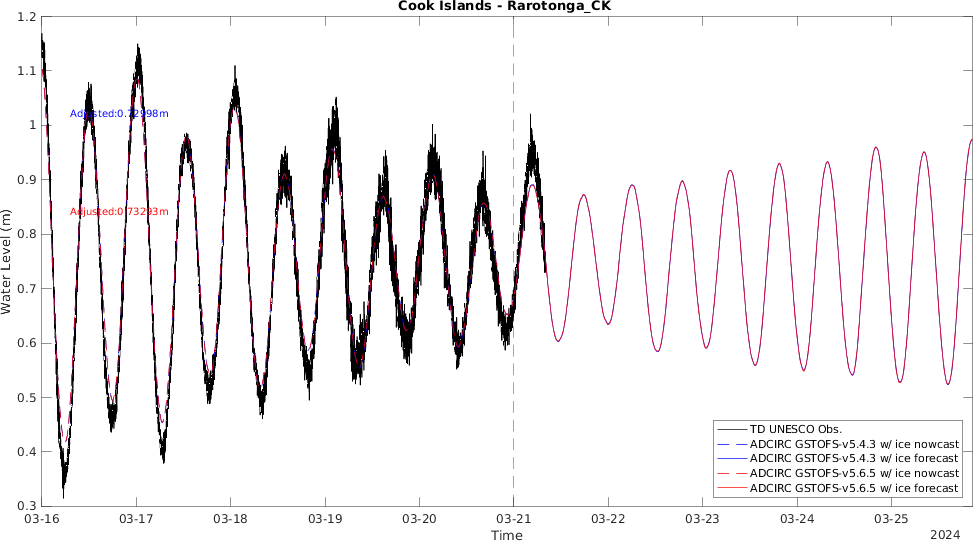 Cook Islands - Rarotonga_CK
1.2
1.1
1
0.9
0.8
0.7
0.6
0.5
0.4
0.3
Water Level (m)
Adjusted:0.72998m
Adjusted:0.73293m
TD UNESCO Obs.
ADCIRC GSTOFS-v5.4.3 w/ ice nowcast
ADCIRC GSTOFS-v5.4.3 w/ ice forecast
ADCIRC GSTOFS-v5.6.5 w/ ice nowcast
ADCIRC GSTOFS-v5.6.5 w/ ice forecast
03-16 03-17 03-18 03-19 03-20 03-21 03-22 03-23 03-24 03-25
Time
2024